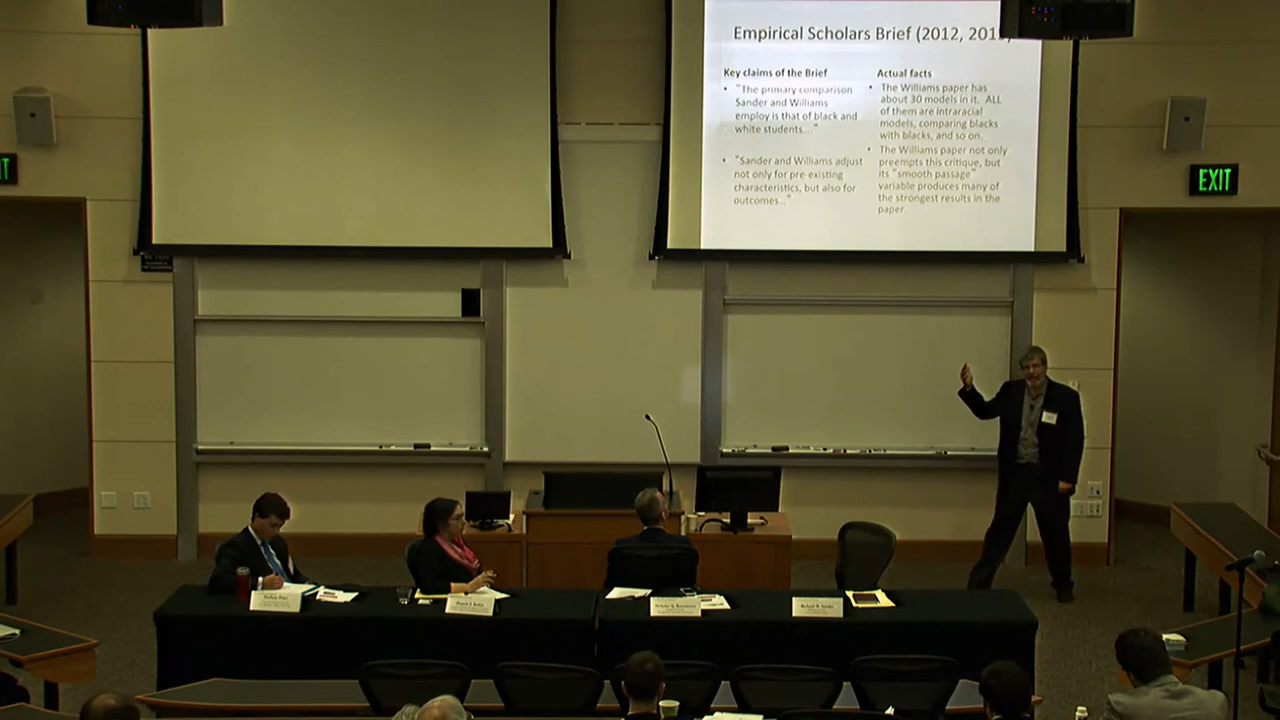 Empirical Scholars Brief (2012, 201
Key claims of the Brief
• "The primary comparison
Sander and Williams
employ is that of black and
white students...."
• "Sander and Williams adjust
not only for pre-existing
characteristics, but also for
outcomes..."
Actual facts
• The Williams paper has
about 30 models in it. ALL
of them are intraracial
models, comparing blacks
with blacks, and so on.
• The Williams paper not only
preempts this critique, but
its "smooth passage"
variable produces many of
the strongest results in the
paper.
IT
EXIT
Richard H. Sander